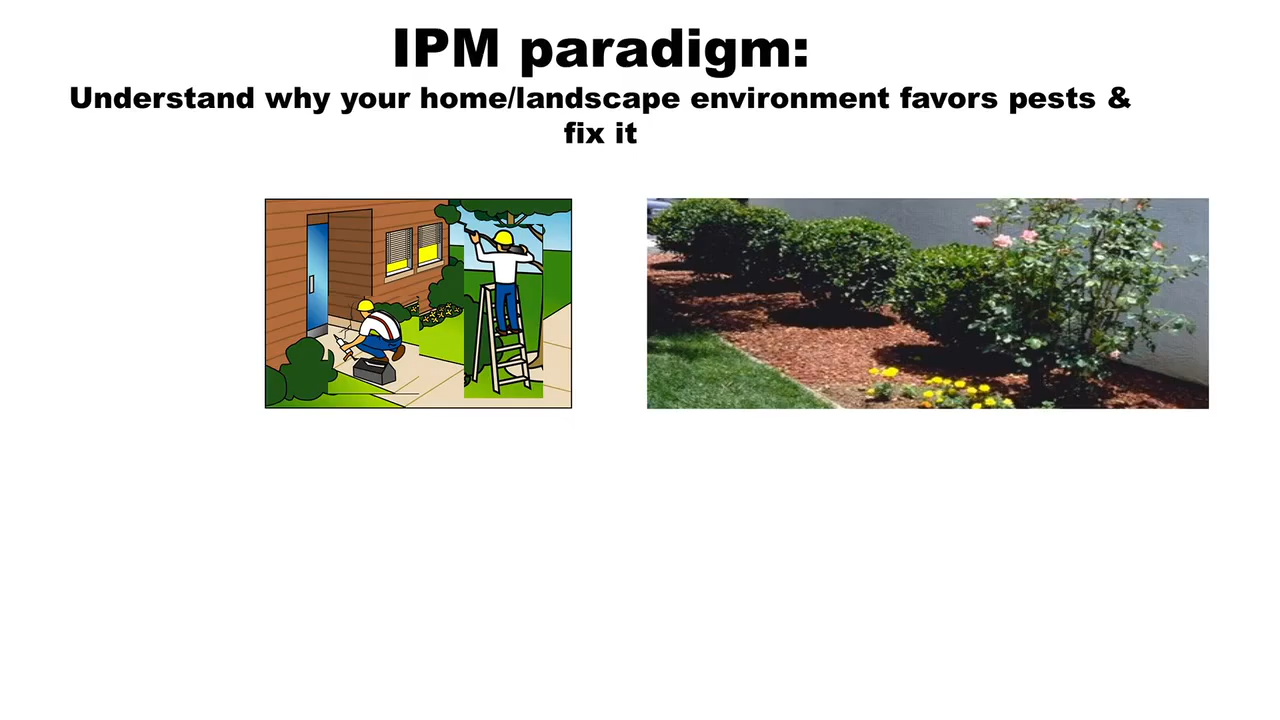 IPM paradigm:
Understand why your home/landscape environment favors pests &
fix it